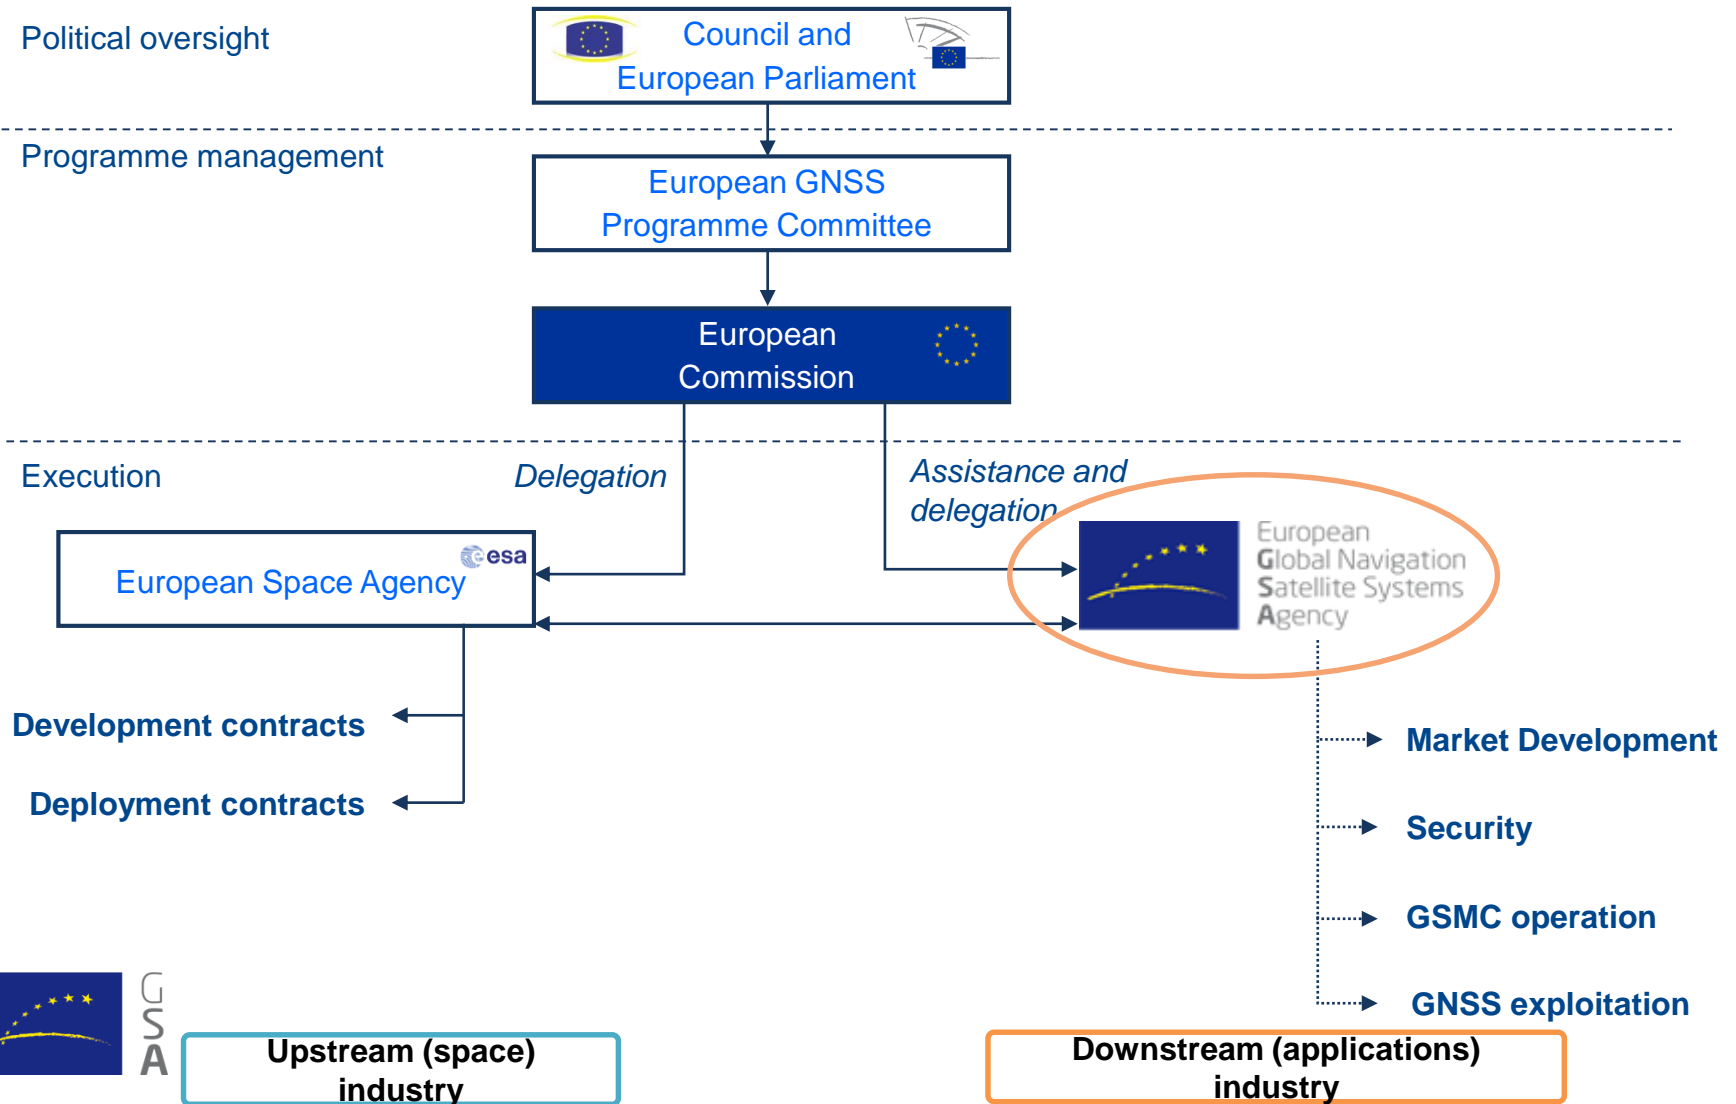 Political oversight
Council and
European Parliament
Programme management
European GNSS
Programme Committee
European
Commission
Execution
Delegation
Assistance and
delegation
esa
European Space Agency
European
Global Navigation
Satellite Systems
Agency
Development contracts
Deployment contracts
Market Development
Security
GSMC operation
GNSS exploitation
G
S
A
Upstream (space)
industry
Downstream (applications)
industry